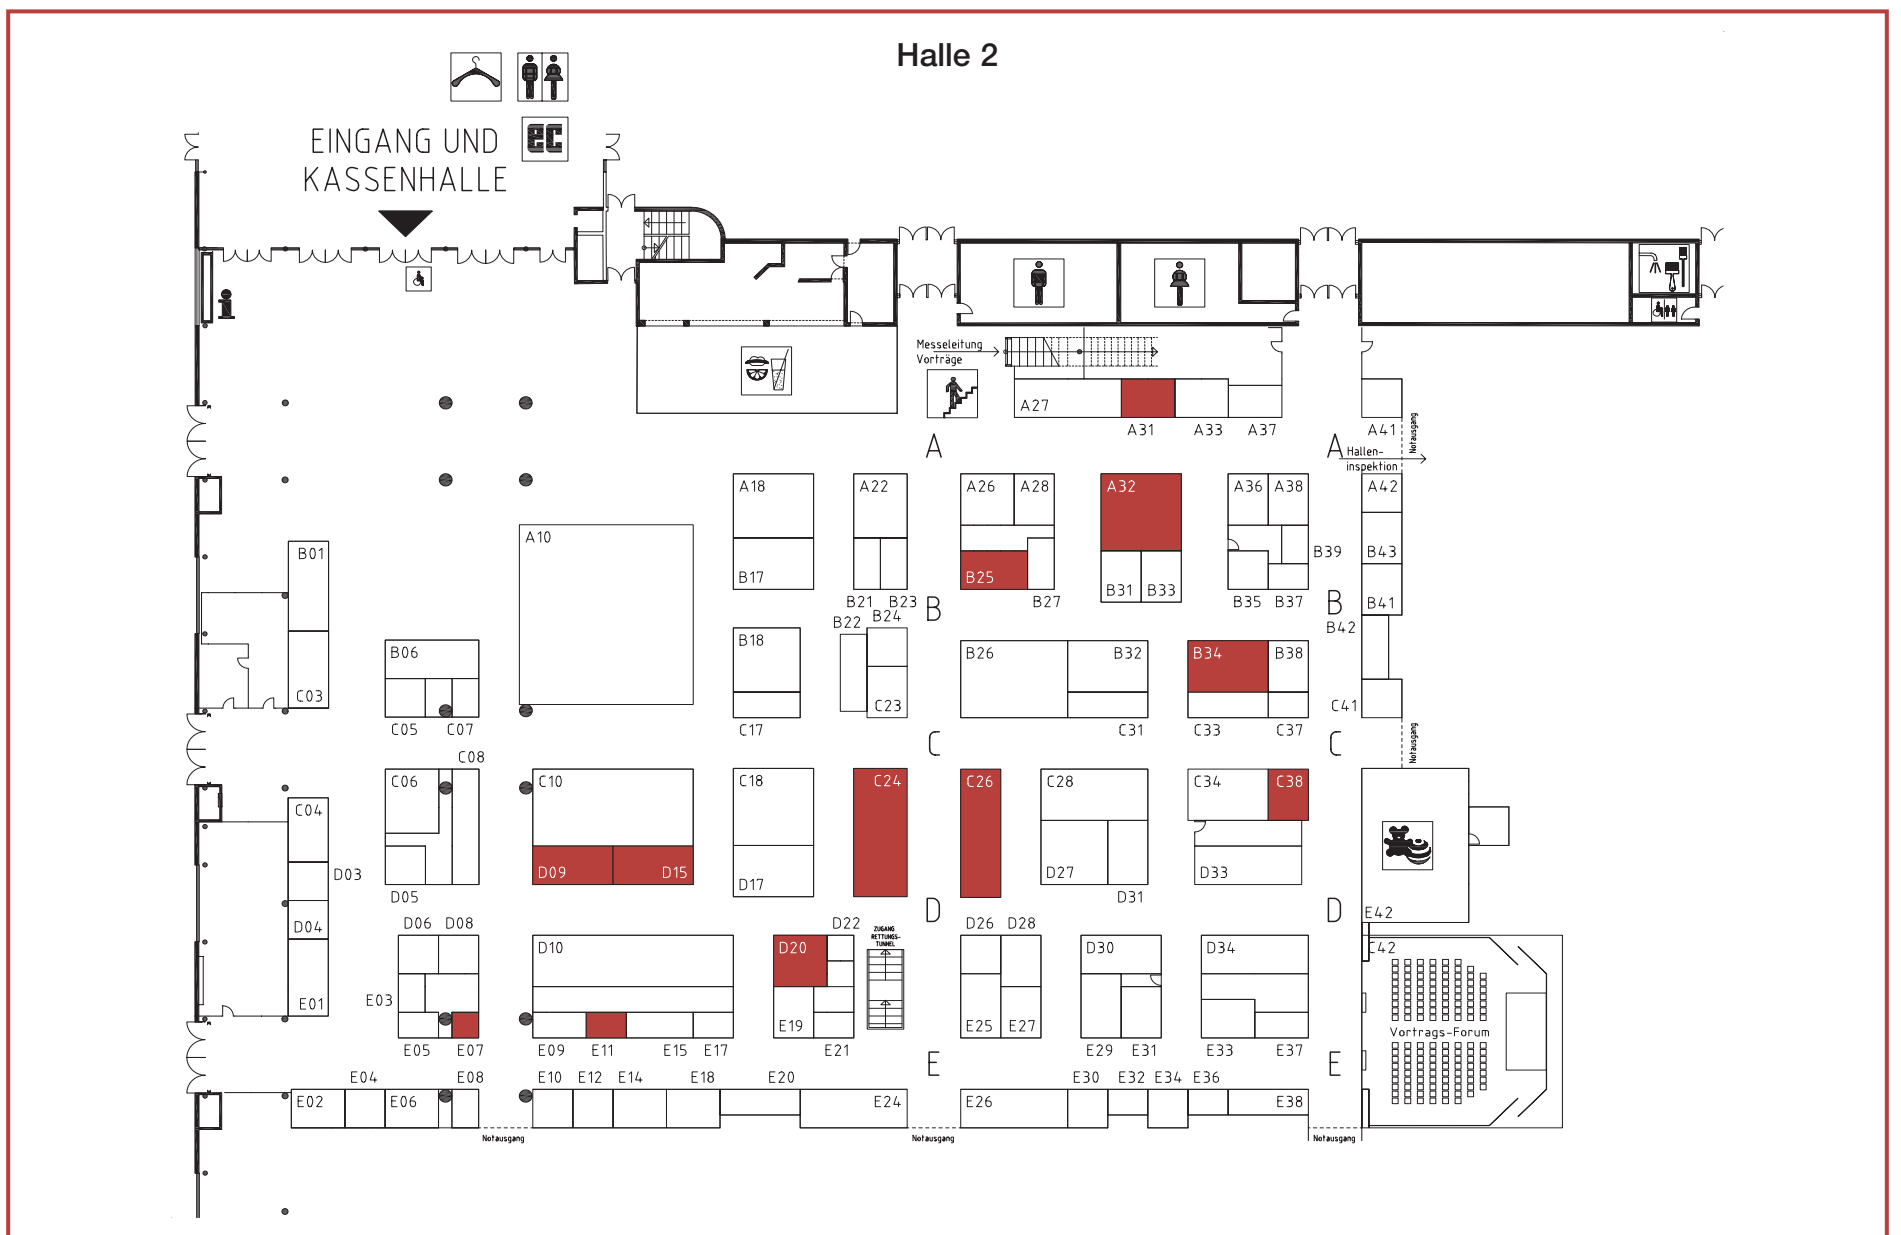 Halle 2
ec
EINGANG UND
KASSENHALLE
Messeleitung
Vorträge
A27
A31
A33
A37
A41
Notausgang
A
A
Hallen-
inspektion
A18
A22
A26
A28
A32
A36
A38
A42
A10
B01
B17
B25
B31
B33
B39
B43
B21
B23
B
B27
B35
B37
B
B41
B24
B22
B42
B06
B18
B26
B32
B34
B38
C03
C23
C41
C05
C07
C17
C31
C33
C37
C
C
Notausgang
C08
C06
C10
C18
C24
C26
C28
C34
C38
C04
D03
D09
D15
D17
D27
D33
D05
D31
D
D
E42
D04
D06
D08
D22
ZUGANG
RETTUNGS-
TUNNEL
D26
D28
D10
D20
D30
D34
C42
E01
E03
E19
E25
E27
Vortrags-Forum
E05
E07
E09
E11
E15
E17
E21
E29
E31
E33
E37
E
E
E04
E08
E10
E12
E14
E18
E20
E30
E32
E34
E36
E02
E06
E24
E26
E38
Notausgang
Notausgang
Notausgang